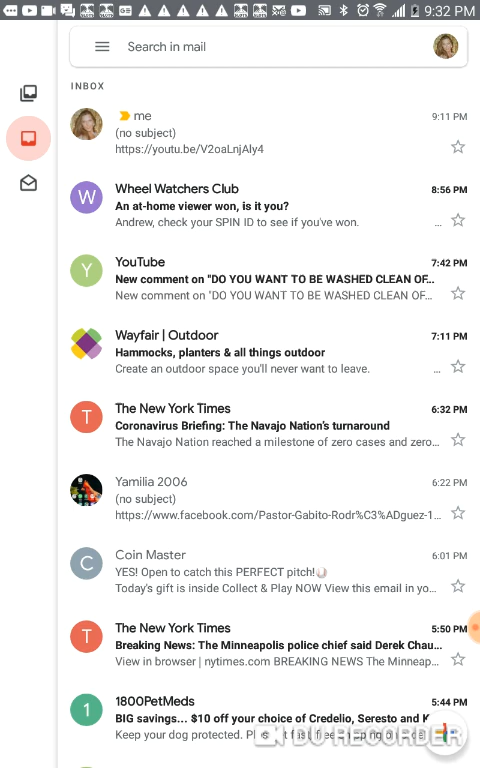 9:32 PM
Search in mail
INBOX
me
9:11 PM
(no subject)
https://youtu.be/V2oaLnjAly4
W
Wheel Watchers Club
8:56 PM
An at-home viewer won, is it you?
Andrew, check your SPIN ID to see if you've won. ...
Y
YouTube
7:42 PM
New comment on "DO YOU WANT TO BE WASHED CLEAN OF...
New comment on "DO YOU WANT TO BE WASHED CLEAN OF...
Wayfair | Outdoor
7:11 PM
Hammocks, planters & all things outdoor
Create an outdoor space you'll never want to leave. ...
T
The New York Times
6:32 PM
Coronavirus Briefing: The Navajo Nation's turnaround
The Navajo Nation reached a milestone of zero cases and zero...
Yamilia 2006
6:22 PM
(no subject)
https://www.facebook.com/Pastor-Gabito-Rodr%C3%ADguez-1...
C
Coin Master
6:01 PM
YES! Open to catch this PERFECT pitch!
Today's gift is inside Collect & Play NOW View this email in yo...
T
The New York Times
5:50 PM
Breaking News: The Minneapolis police chief said Derek Chau...
View in browser | nytimes.com BREAKING NEWS The Minneap...
1
1800PetMeds
5:44 PM
BIG savings... $10 off your choice of Credelio, Seresto and K
Keep your dog protected.
DU RECORDER